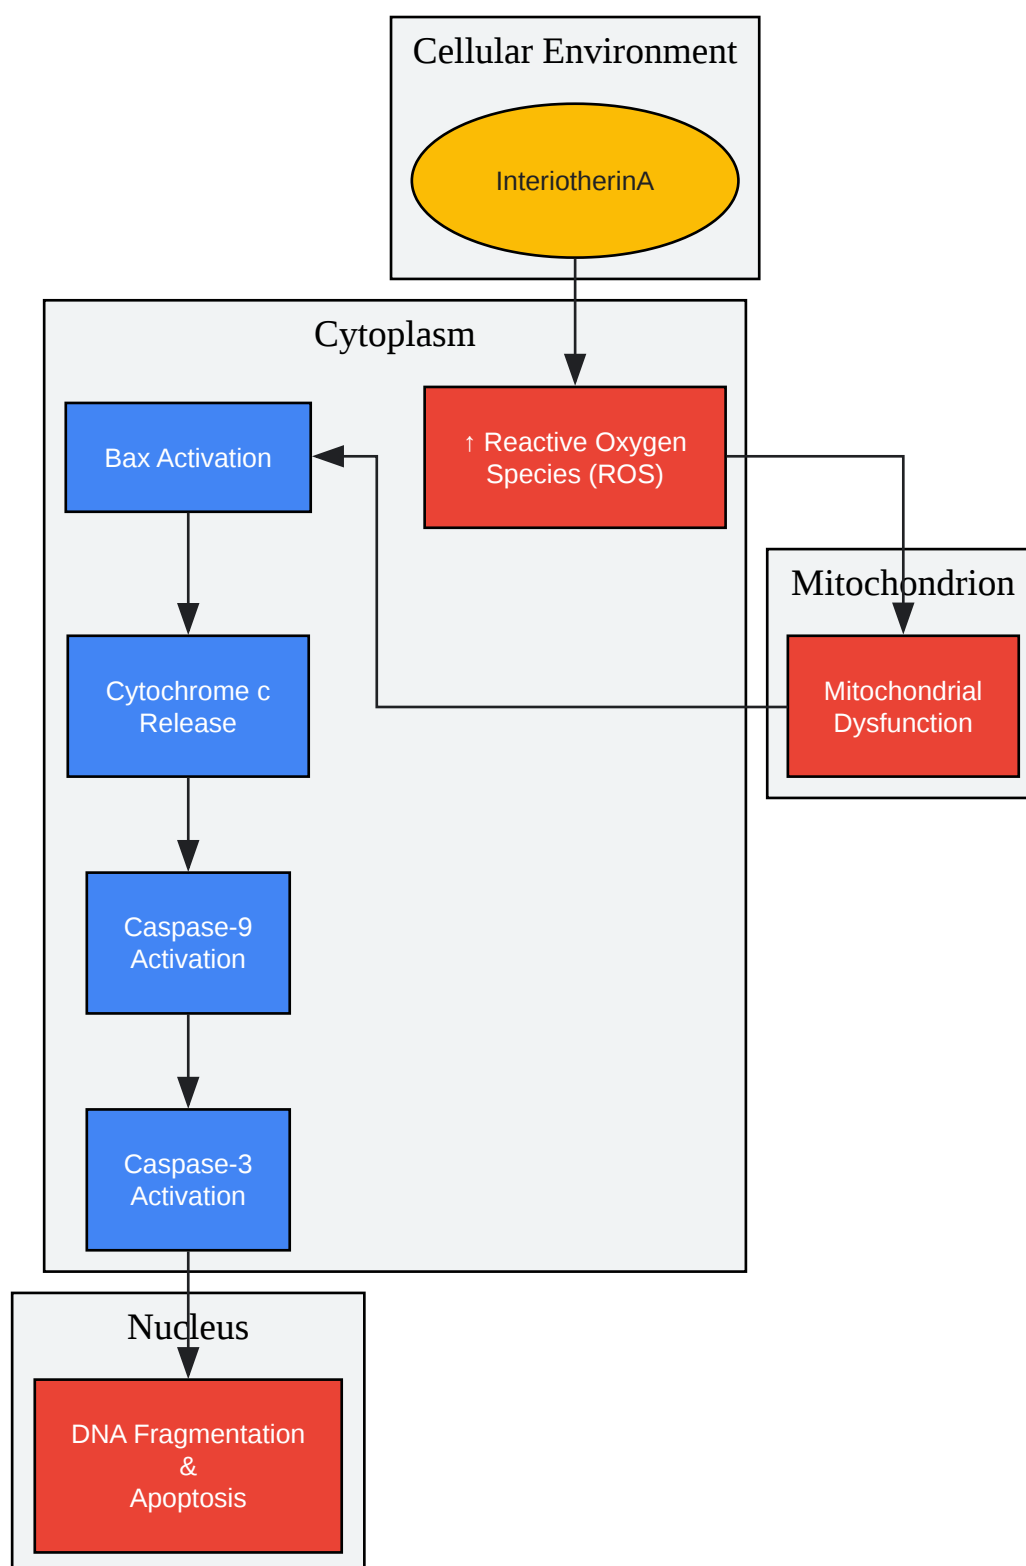 Cellular Environment
InteriotherinA
Cytoplasm
↑ Reactive Oxygen
Species (ROS)
Bax Activation
Mitochondrion
Mitochondrial
Dysfunction
Cytochrome c
Release
Caspase-9
Activation
Caspase-3
Activation
Nucleus
DNA Fragmentation
&
Apoptosis